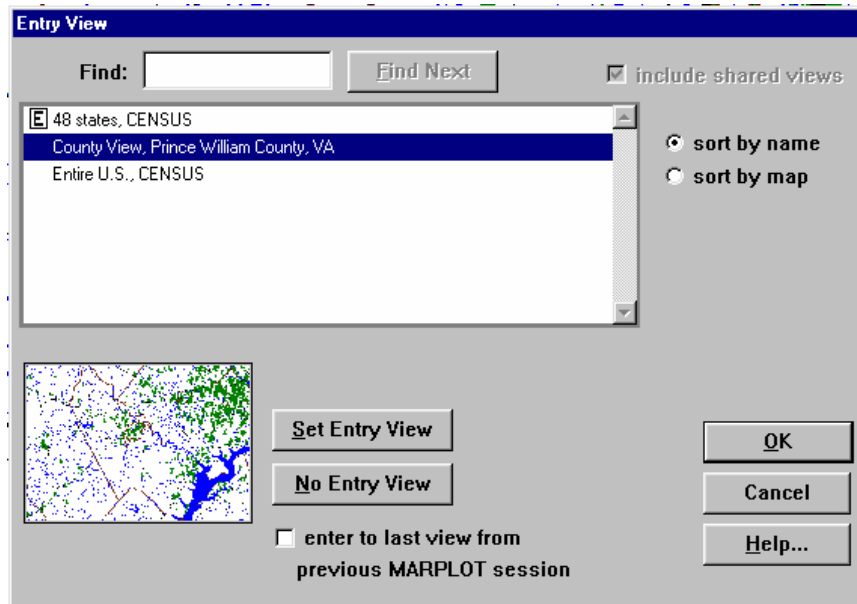 Entry View
Find:
Find Next
include shared views
E 48 states, CENSUS
County View, Prince William County, VA
Entire U.S., CENSUS
sort by name
sort by map
Set Entry View
No Entry View
enter to last view from
previous MARPLOT session
OK
Cancel
Help...